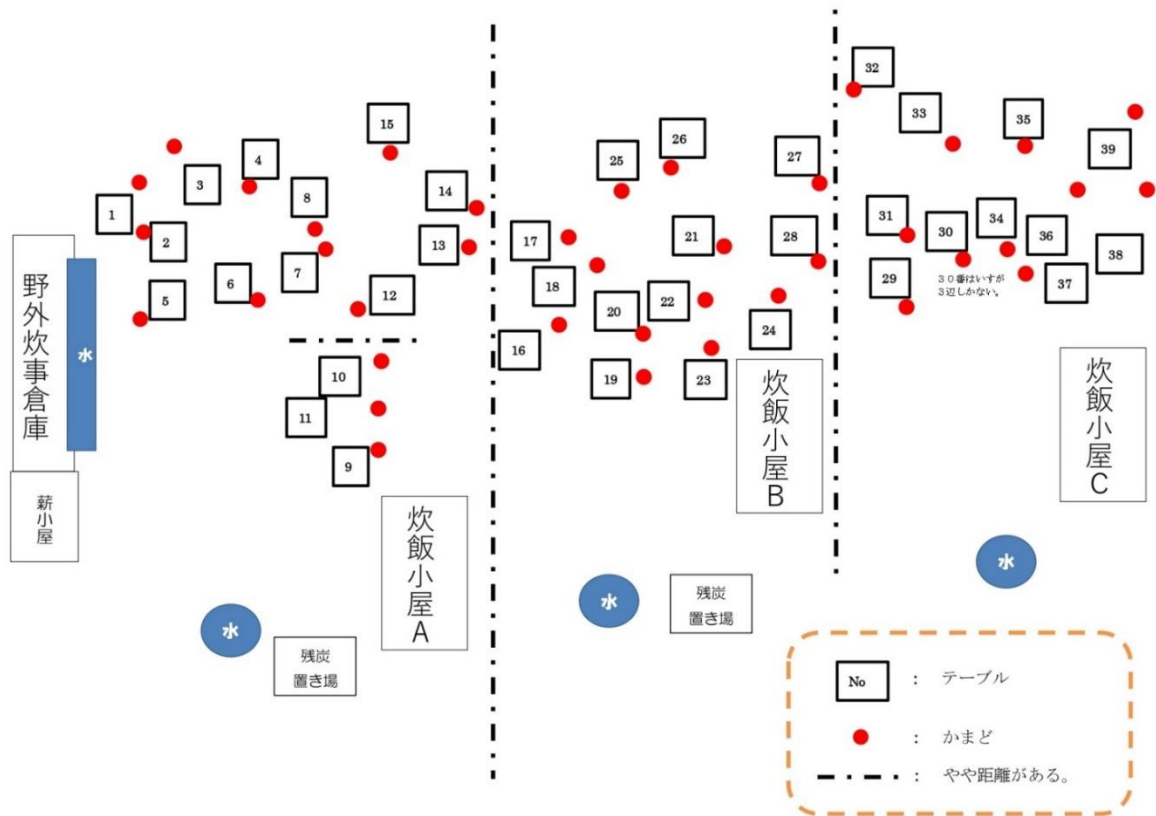 32
33
35
15
26
39
4
25
27
3
8
14
1
31
34
2
13
17
21
28
30
36
38
7
6
18
29
37
30番はいすが
3辺しかない。
5
12
22
20
24
16
10
19
23
11
9
野外炊事倉庫
水
薪小屋
炊飯小屋A
炊飯小屋B
炊飯小屋C
水
残炭
置き場
水
残炭
置き場
水
No : テーブル
: かまど
: やや距離がある。